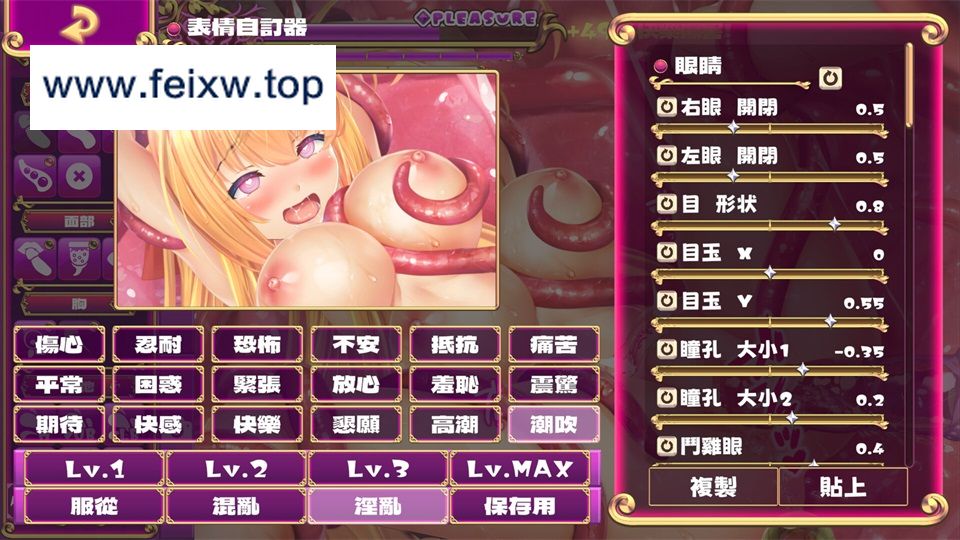 表情自訂器
PLEASURE
www.feixw.top
面部
胸
傷心 忍耐 恐怖 不安 抵抗 痛苦
平常 困惑 緊張 放心 羞恥 震驚
期待 快感 快樂 懇願 高潮 潮吹
Lv.1 Lv.2 Lv.3 Lv.MAX
服從 混亂 淫亂 保存用
眼睛
右眼 開閉 0.5
左眼 開閉 0.5
目 形状 0.8
目玉 X 0
目玉 Y 0.55
瞳孔 大小1 -0.35
瞳孔 大小2 0.2
鬥雞眼 0.4
複製 貼上